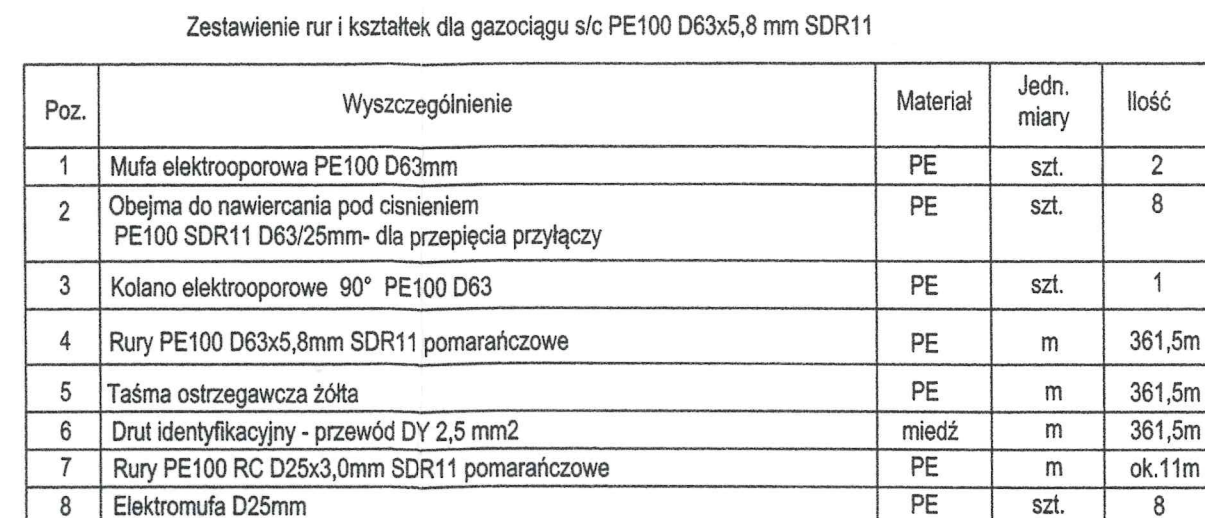 Zestawienie rur i kształtek dla gazociągu s/c PE100 D63x5,8 mm SDR11
Poz. Wyszczególnienie Materiał Jedn. miary Ilość
1 Mufa elektrooporowa PE100 D63mm PE szt. 2
2 Obejma do nawiercania pod cisnieniem PE szt. 8
PE100 SDR11 D63/25mm- dla przepięcia przyłączy
3 Kolano elektrooporowe 90° PE100 D63 PE szt. 1
4 Rury PE100 D63x5,8mm SDR11 pomarańczowe PE m 361,5m
5 Taśma ostrzegawcza żółta PE m 361,5m
6 Drut identyfikacyjny - przewód DY 2,5 mm2 miedź m 361,5m
7 Rury PE100 RC D25x3,0mm SDR11 pomarańczowe PE m ok.11m
8 Elektromufa D25mm PE szt. 8